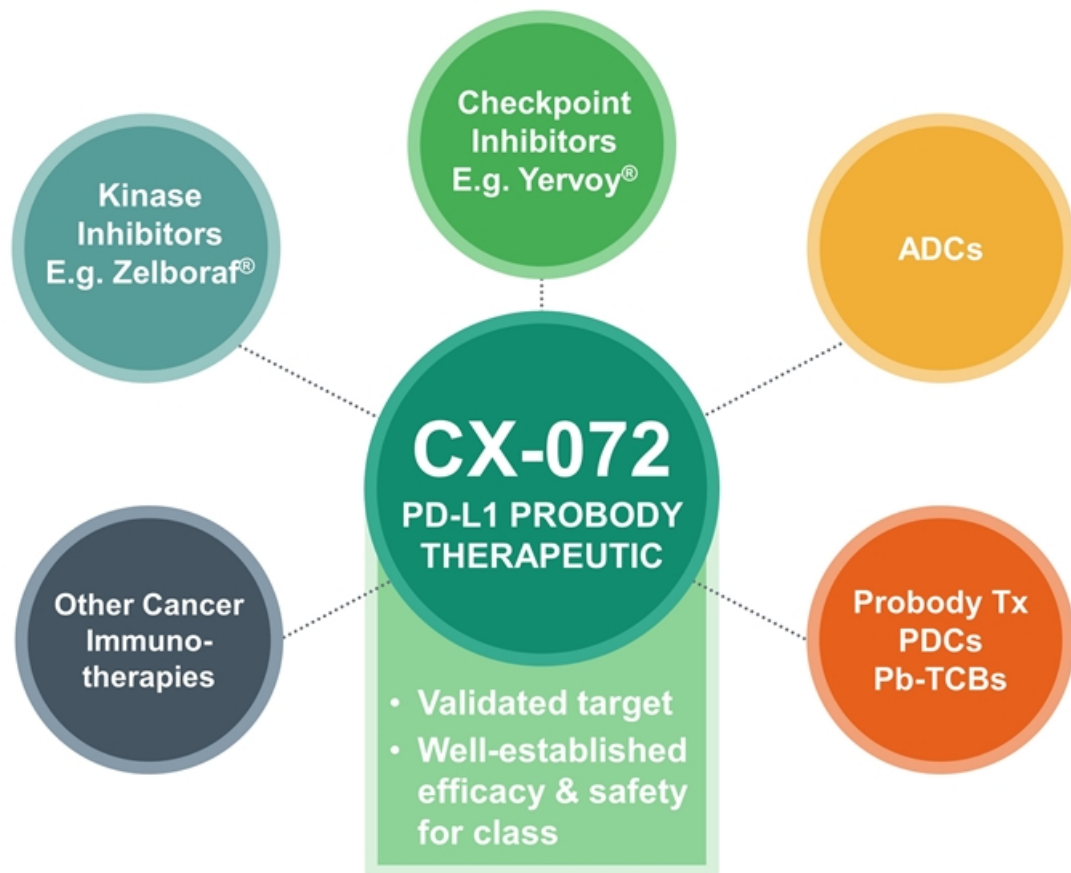 Checkpoint
Inhibitors
E.g. Yervoy®
Kinase
Inhibitors
E.g. Zelboraf®
ADCs
CX-072
PD-L1 PROBODY
THERAPEUTIC
Other Cancer
Immuno-
therapies
Probody Tx
PDCs
Pb-TCBs
• Validated target
• Well-established
efficacy & safety
for class